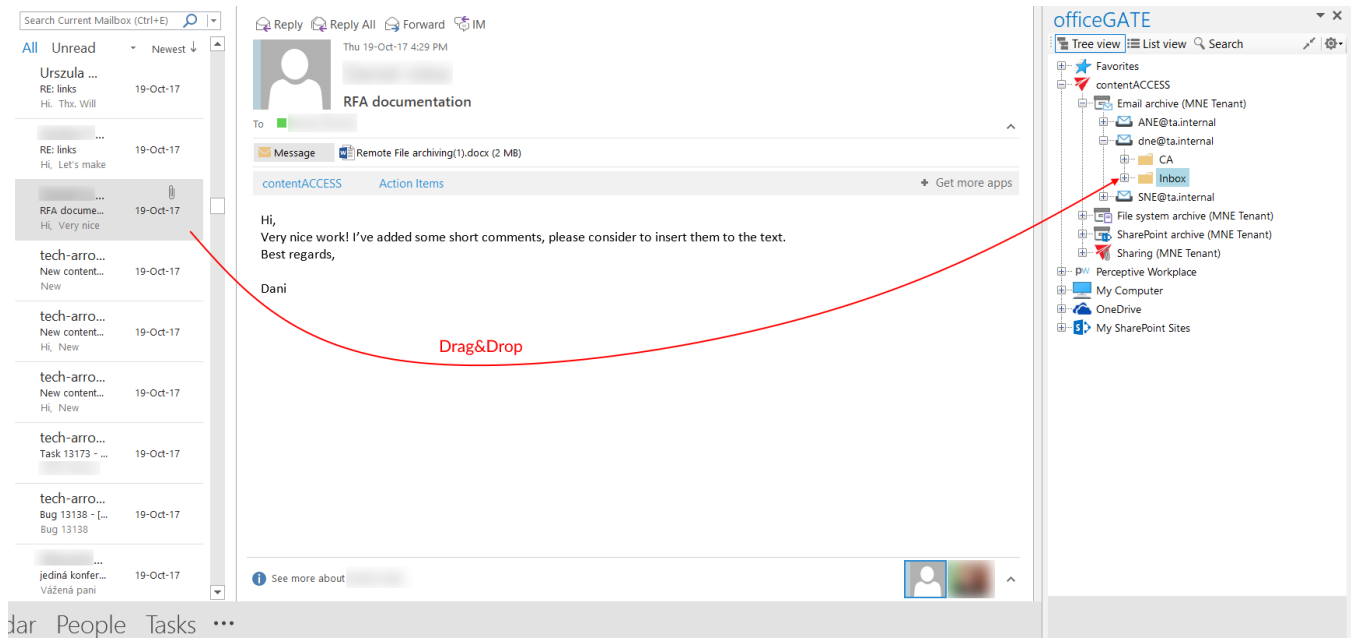 Search Current Mailbox (Ctrl+E)
All Unread Newest ↓
Urszula ...
RE: links 19-Oct-17
Hi. Thx. Will
...
RE: links 19-Oct-17
Hi, Let's make
...
RFA docume... 19-Oct-17
Hi, Very nice
tech-arro...
New content... 19-Oct-17
New
tech-arro...
New content... 19-Oct-17
Hi, New
tech-arro...
New content... 19-Oct-17
Hi, New
tech-arro...
Task 13173 - ... 19-Oct-17
tech-arro...
Bug 13138 - [... 19-Oct-17
Bug 13138
...
jediná konfer... 19-Oct-17
Vážená paní
dar People Tasks •••
Reply Reply All Forward IM
Thu 19-Oct-17 4:29 PM
RFA documentation
To
Message Remote File archiving(1).docx (2 MB)
contentACCESS Action Items + Get more apps
Hi,
Very nice work! I've added some short comments, please consider to insert them to the text.
Best regards,
Dani
Drag&Drop
See more about
officeGATE
Tree view List view Search
Favorites
contentACCESS
Email archive (MNE Tenant)
ANE@ta.internal
dne@ta.internal
CA
Inbox
SNE@ta.internal
File system archive (MNE Tenant)
SharePoint archive (MNE Tenant)
Sharing (MNE Tenant)
PW Perceptive Workplace
My Computer
OneDrive
My SharePoint Sites